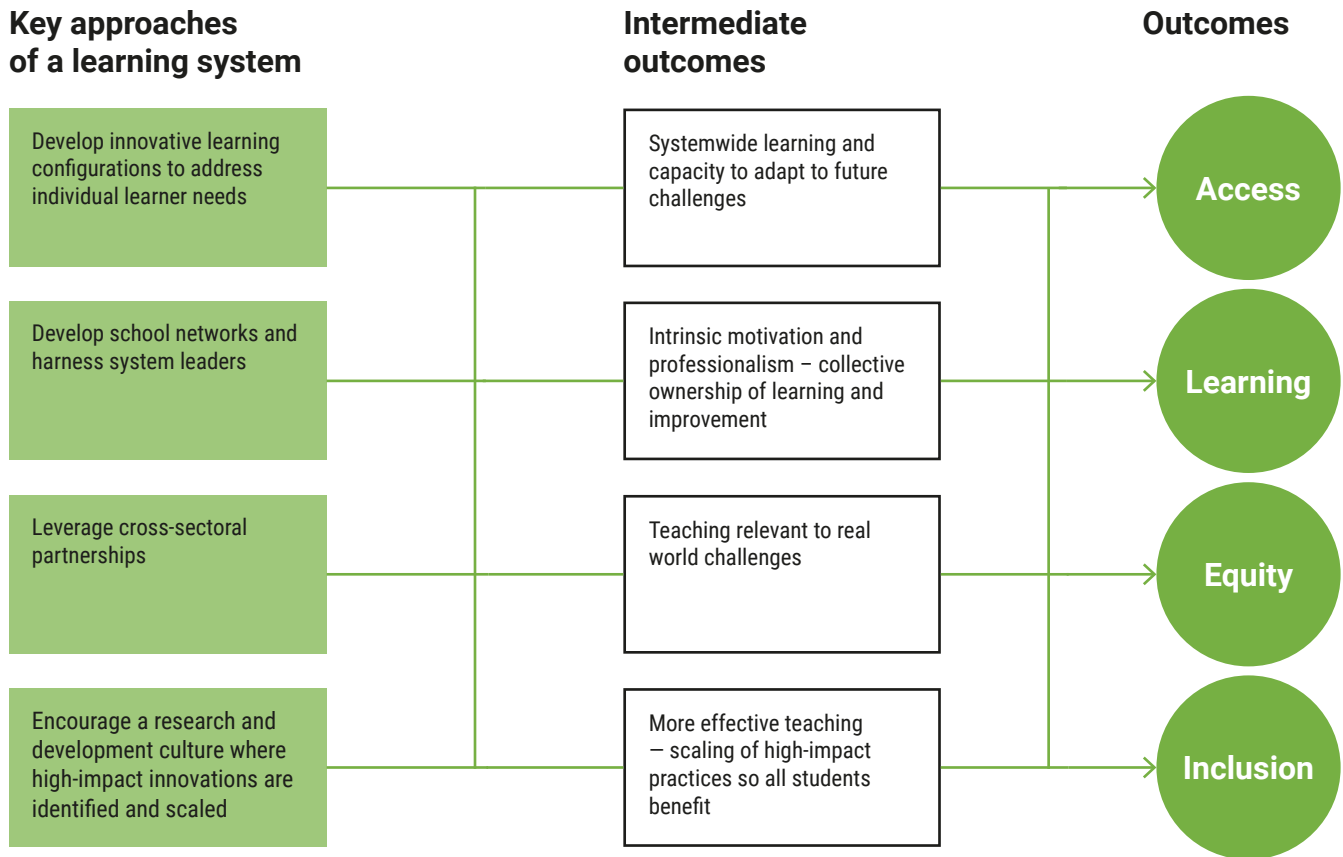 Key approaches
of a learning system
Intermediate
outcomes
Outcomes
Develop innovative learning
configurations to address
individual learner needs
Systemwide learning and
capacity to adapt to future
challenges
Access
Develop school networks and
harness system leaders
Intrinsic motivation and
professionalism – collective
ownership of learning and
improvement
Learning
Leverage cross-sectoral
partnerships
Teaching relevant to real
world challenges
Equity
Encourage a research and
development culture where
high-impact innovations are
identified and scaled
More effective teaching
— scaling of high-impact
practices so all students
benefit
Inclusion